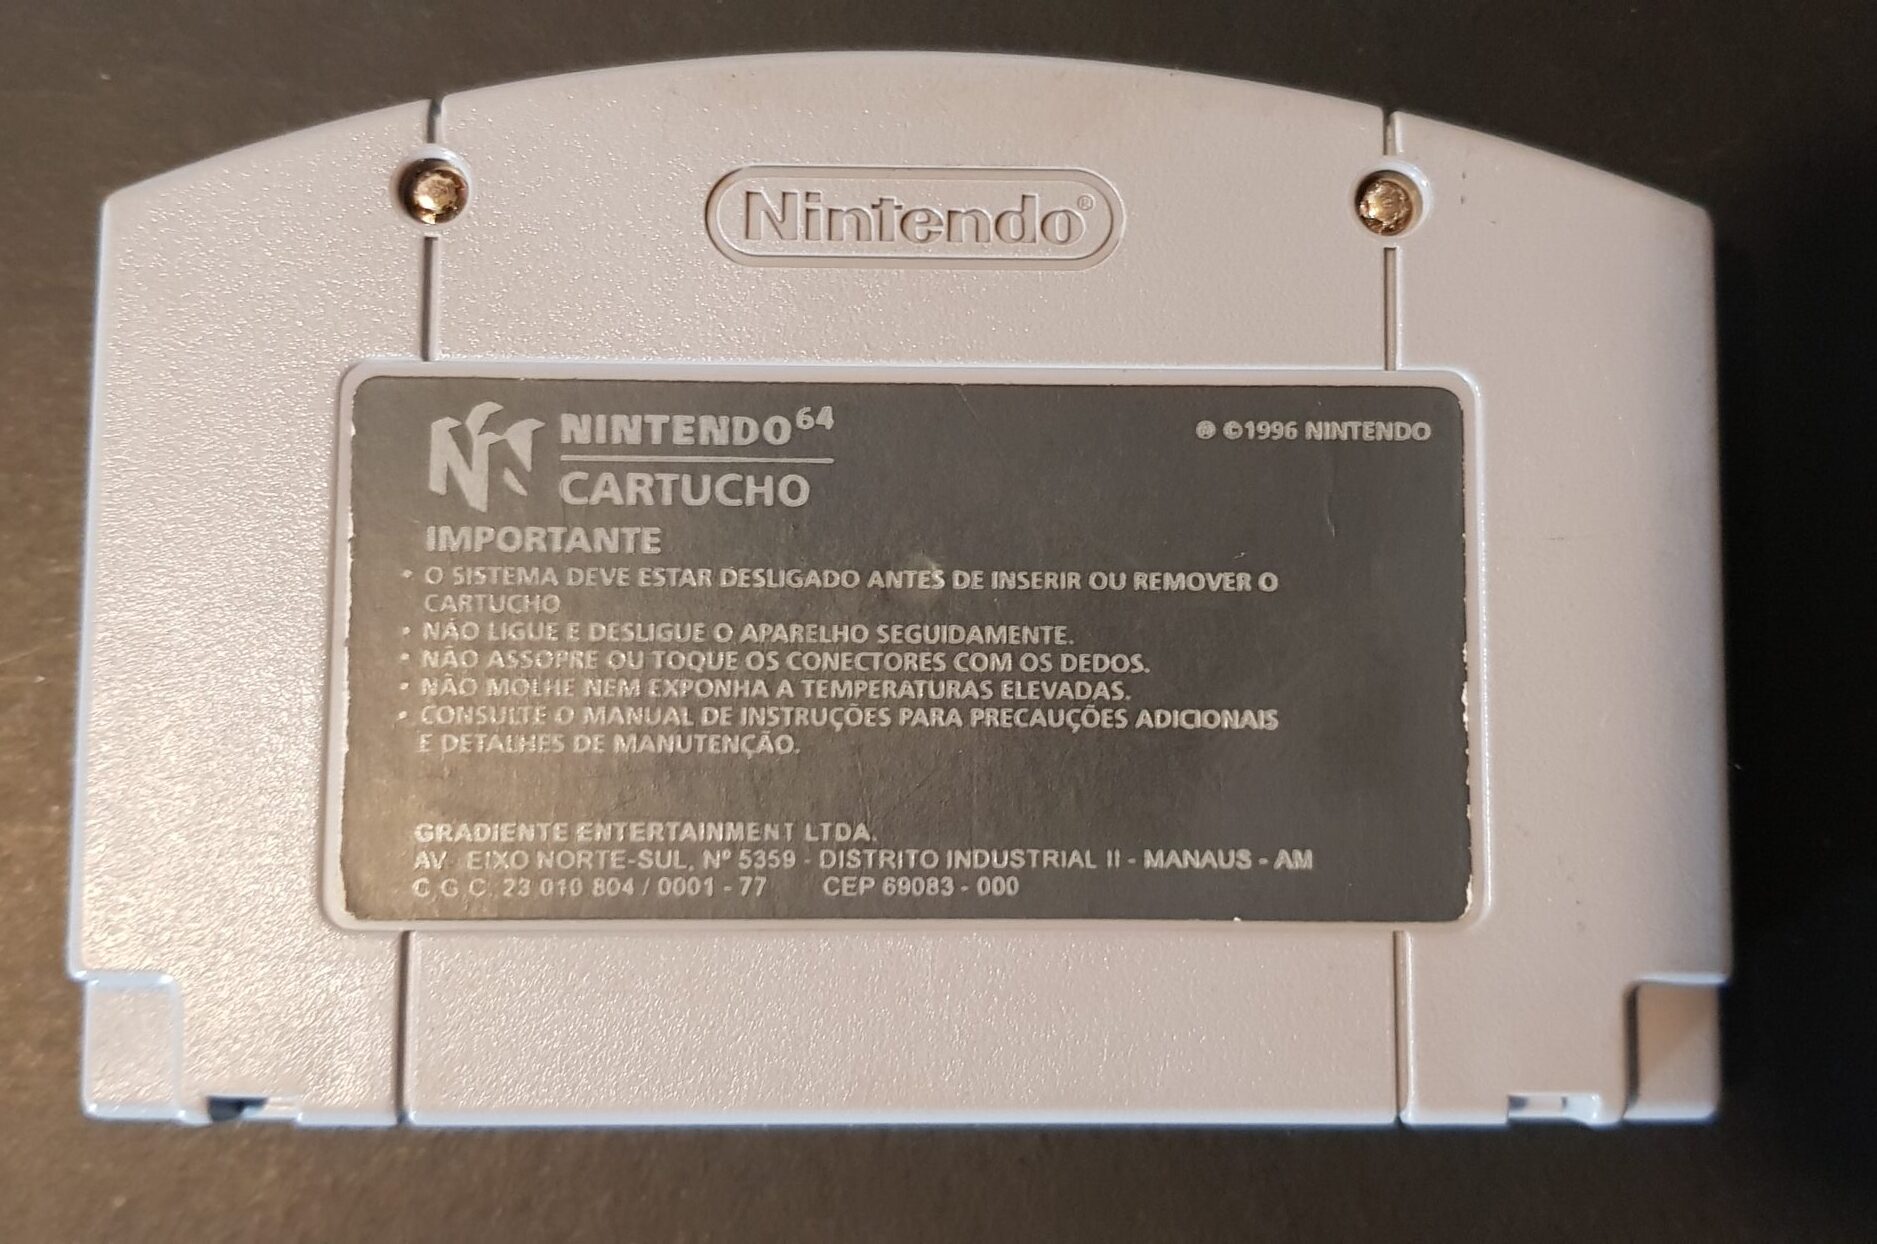 Nintendo®
NINTENDO⁶⁴
® ©1996 NINTENDO
CARTUCHO
IMPORTANTE
• O SISTEMA DEVE ESTAR DESLIGADO ANTES DE INSERIR OU REMOVER O
CARTUCHO
• NÃO LIGUE E DESLIGUE O APARELHO SEGUIDAMENTE.
• NÃO ASSOPRE OU TOQUE OS CONECTORES COM OS DEDOS.
• NÃO MOLHE NEM EXPONHA A TEMPERATURAS ELEVADAS.
• CONSULTE O MANUAL DE INSTRUÇÕES PARA PRECAUÇÕES ADICIONAIS
E DETALHES DE MANUTENÇÃO.
GRADIENTE ENTERTAINMENT LTDA.
AV. EIXO NORTE-SUL, Nº 5359 - DISTRITO INDUSTRIAL II - MANAUS - AM
C.G.C. 23 010 804 / 0001 - 77 CEP 69083 - 000